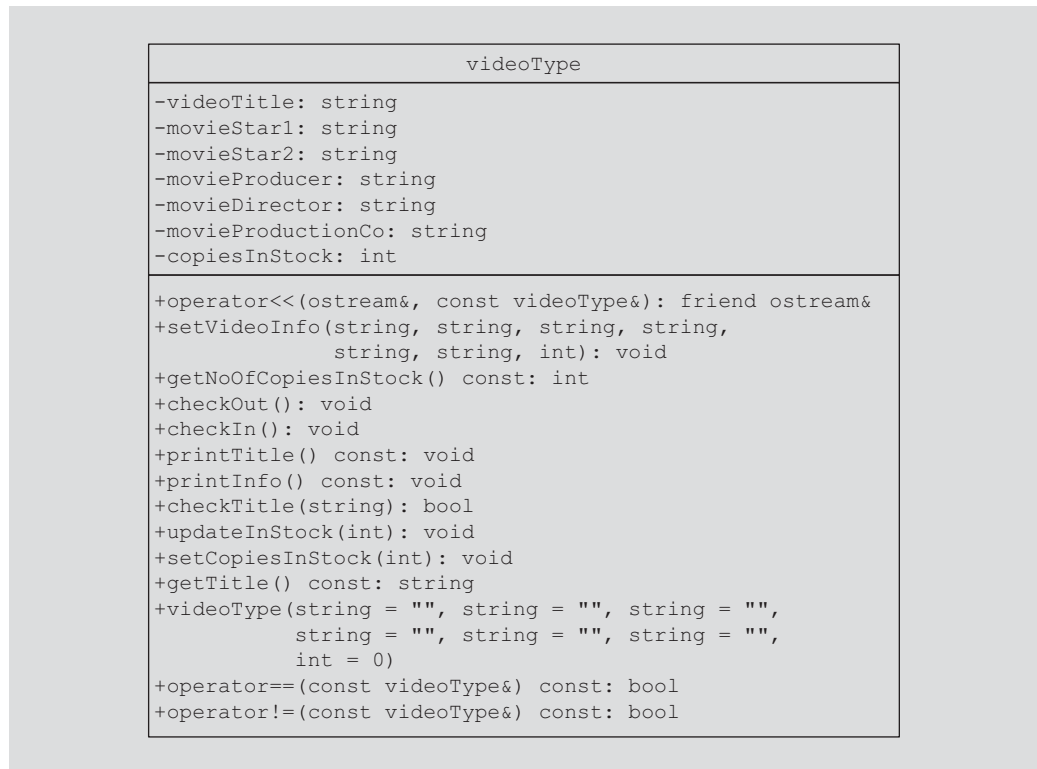 videoType
-videoTitle: string
-movieStar1: string
-movieStar2: string
-movieProducer: string
-movieDirector: string
-movieProductionCo: string
-copiesInStock: int
+operator<<(ostream&, const videoType&): friend ostream&
+setVideoInfo(string, string, string, string,
string, string, int): void
+getNoOfCopiesInStock() const: int
+checkOut(): void
+checkIn(): void
+printTitle() const: void
+printInfo() const: void
+checkTitle(string): bool
+updateInStock(int): void
+setCopiesInStock(int): void
+getTitle() const: string
+videoType(string = "", string = "", string = "",
string = "", string = "", string = "",
int = 0)
+operator==(const videoType&) const: bool
+operator!=(const videoType&) const: bool